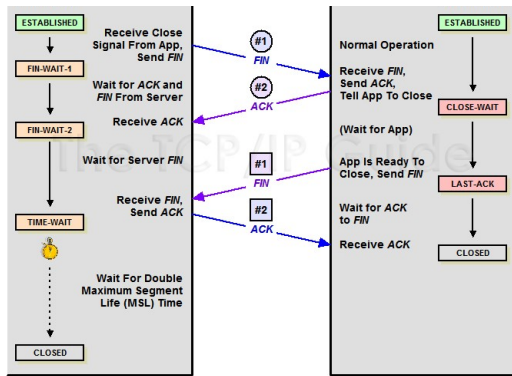 ESTABLISHED
Receive Close
Signal From App,
Send FIN
#1
FIN
ESTABLISHED
Normal Operation
FIN-WAIT-1
Wait for ACK and
FIN From Server
#2
ACK
Receive FIN,
Send ACK,
Tell App To Close
CLOSE-WAIT
Receive ACK
FIN-WAIT-2
(Wait for App)
The TCP/IP Guide
Wait for Server FIN
#1
FIN
App Is Ready To
Close, Send FIN
LAST-ACK
Receive FIN,
Send ACK
#2
ACK
Wait for ACK
to FIN
TIME-WAIT
Receive ACK
CLOSED
Wait For Double
Maximum Segment
Life (MSL) Time
CLOSED